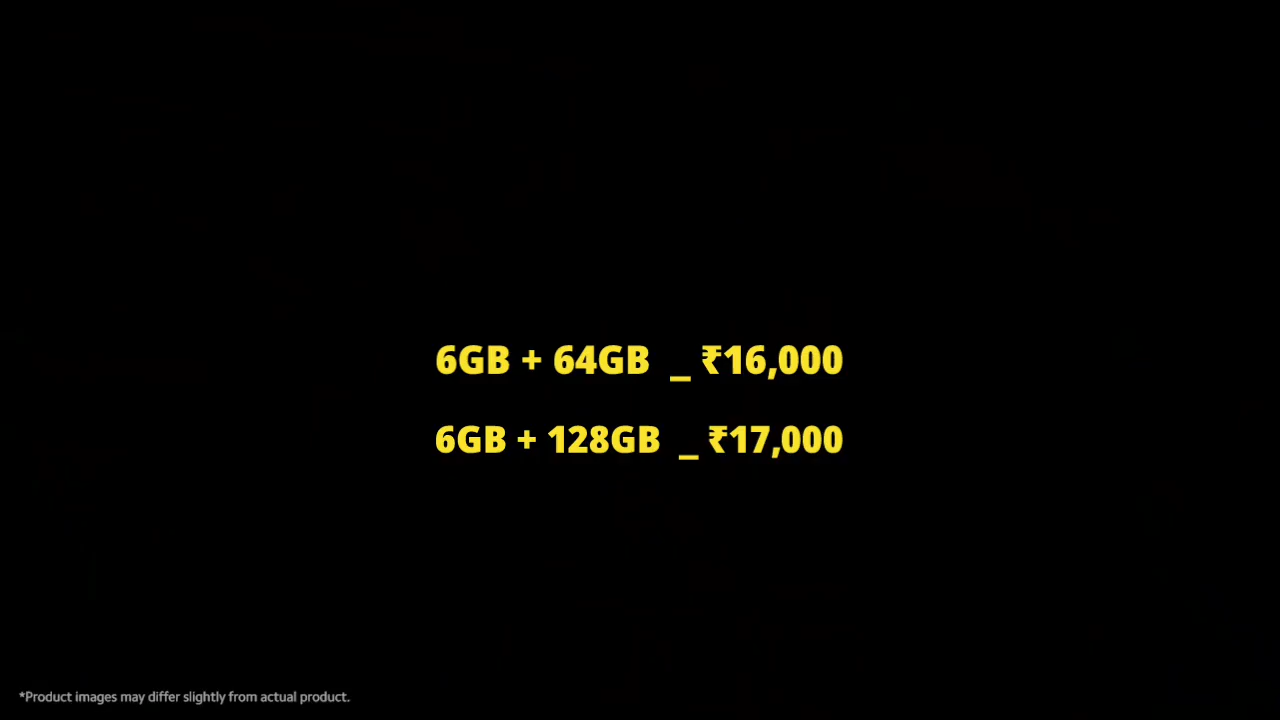 6GB + 64GB _ ₹16,000
6GB + 128GB _ ₹17,000
*Product images may differ slightly from actual product.